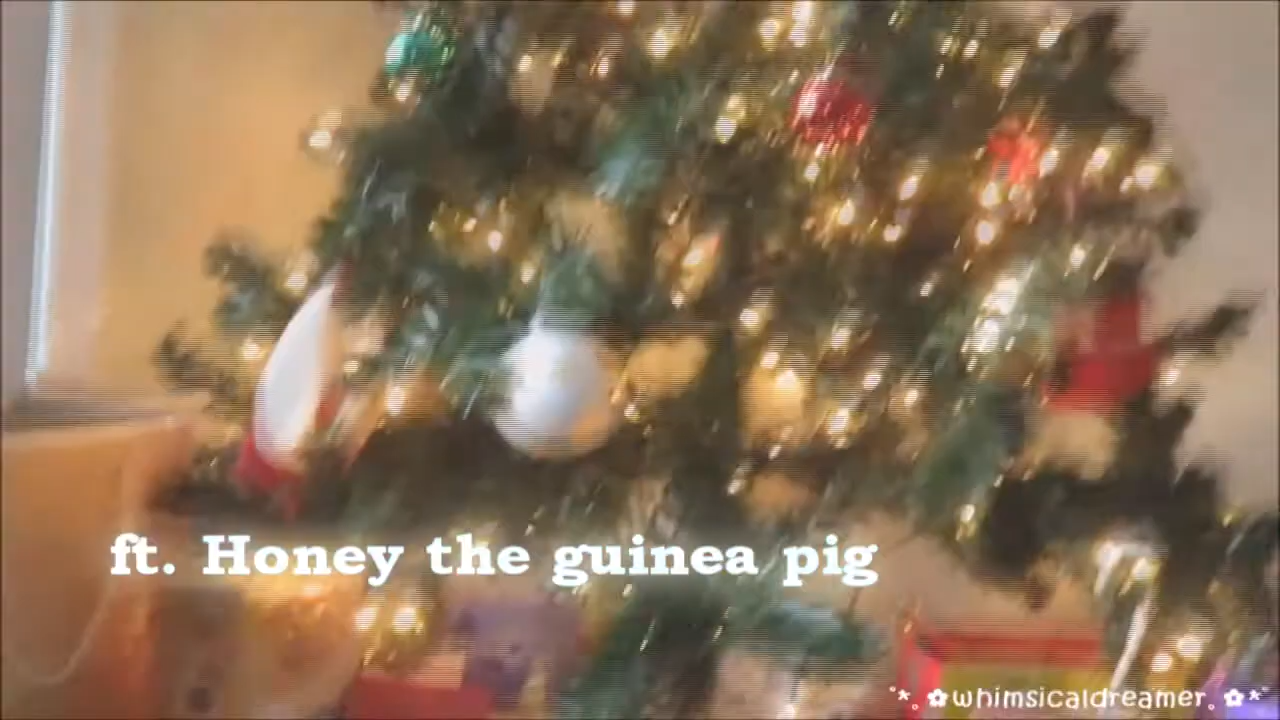 ft. Honey the guinea pig
˚*。✿whimsicaldreamer。✿*˚